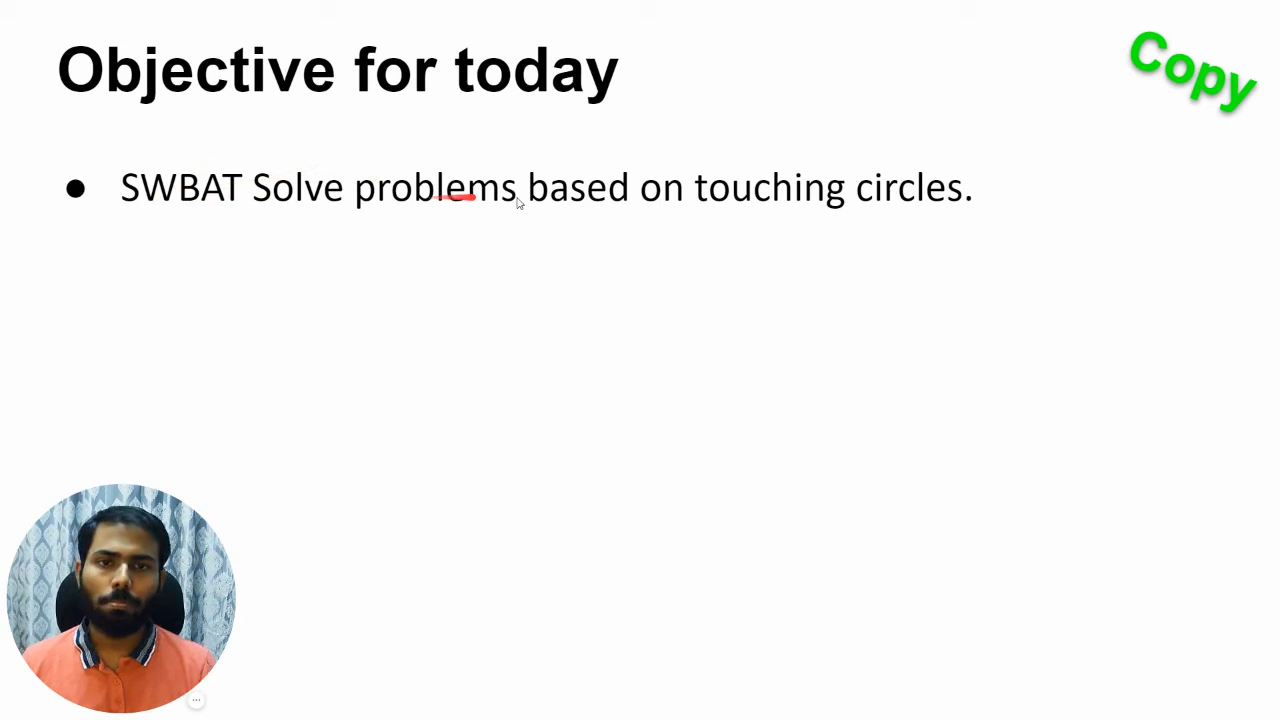 Objective for today
Copy
● SWBAT Solve problems based on touching circles.